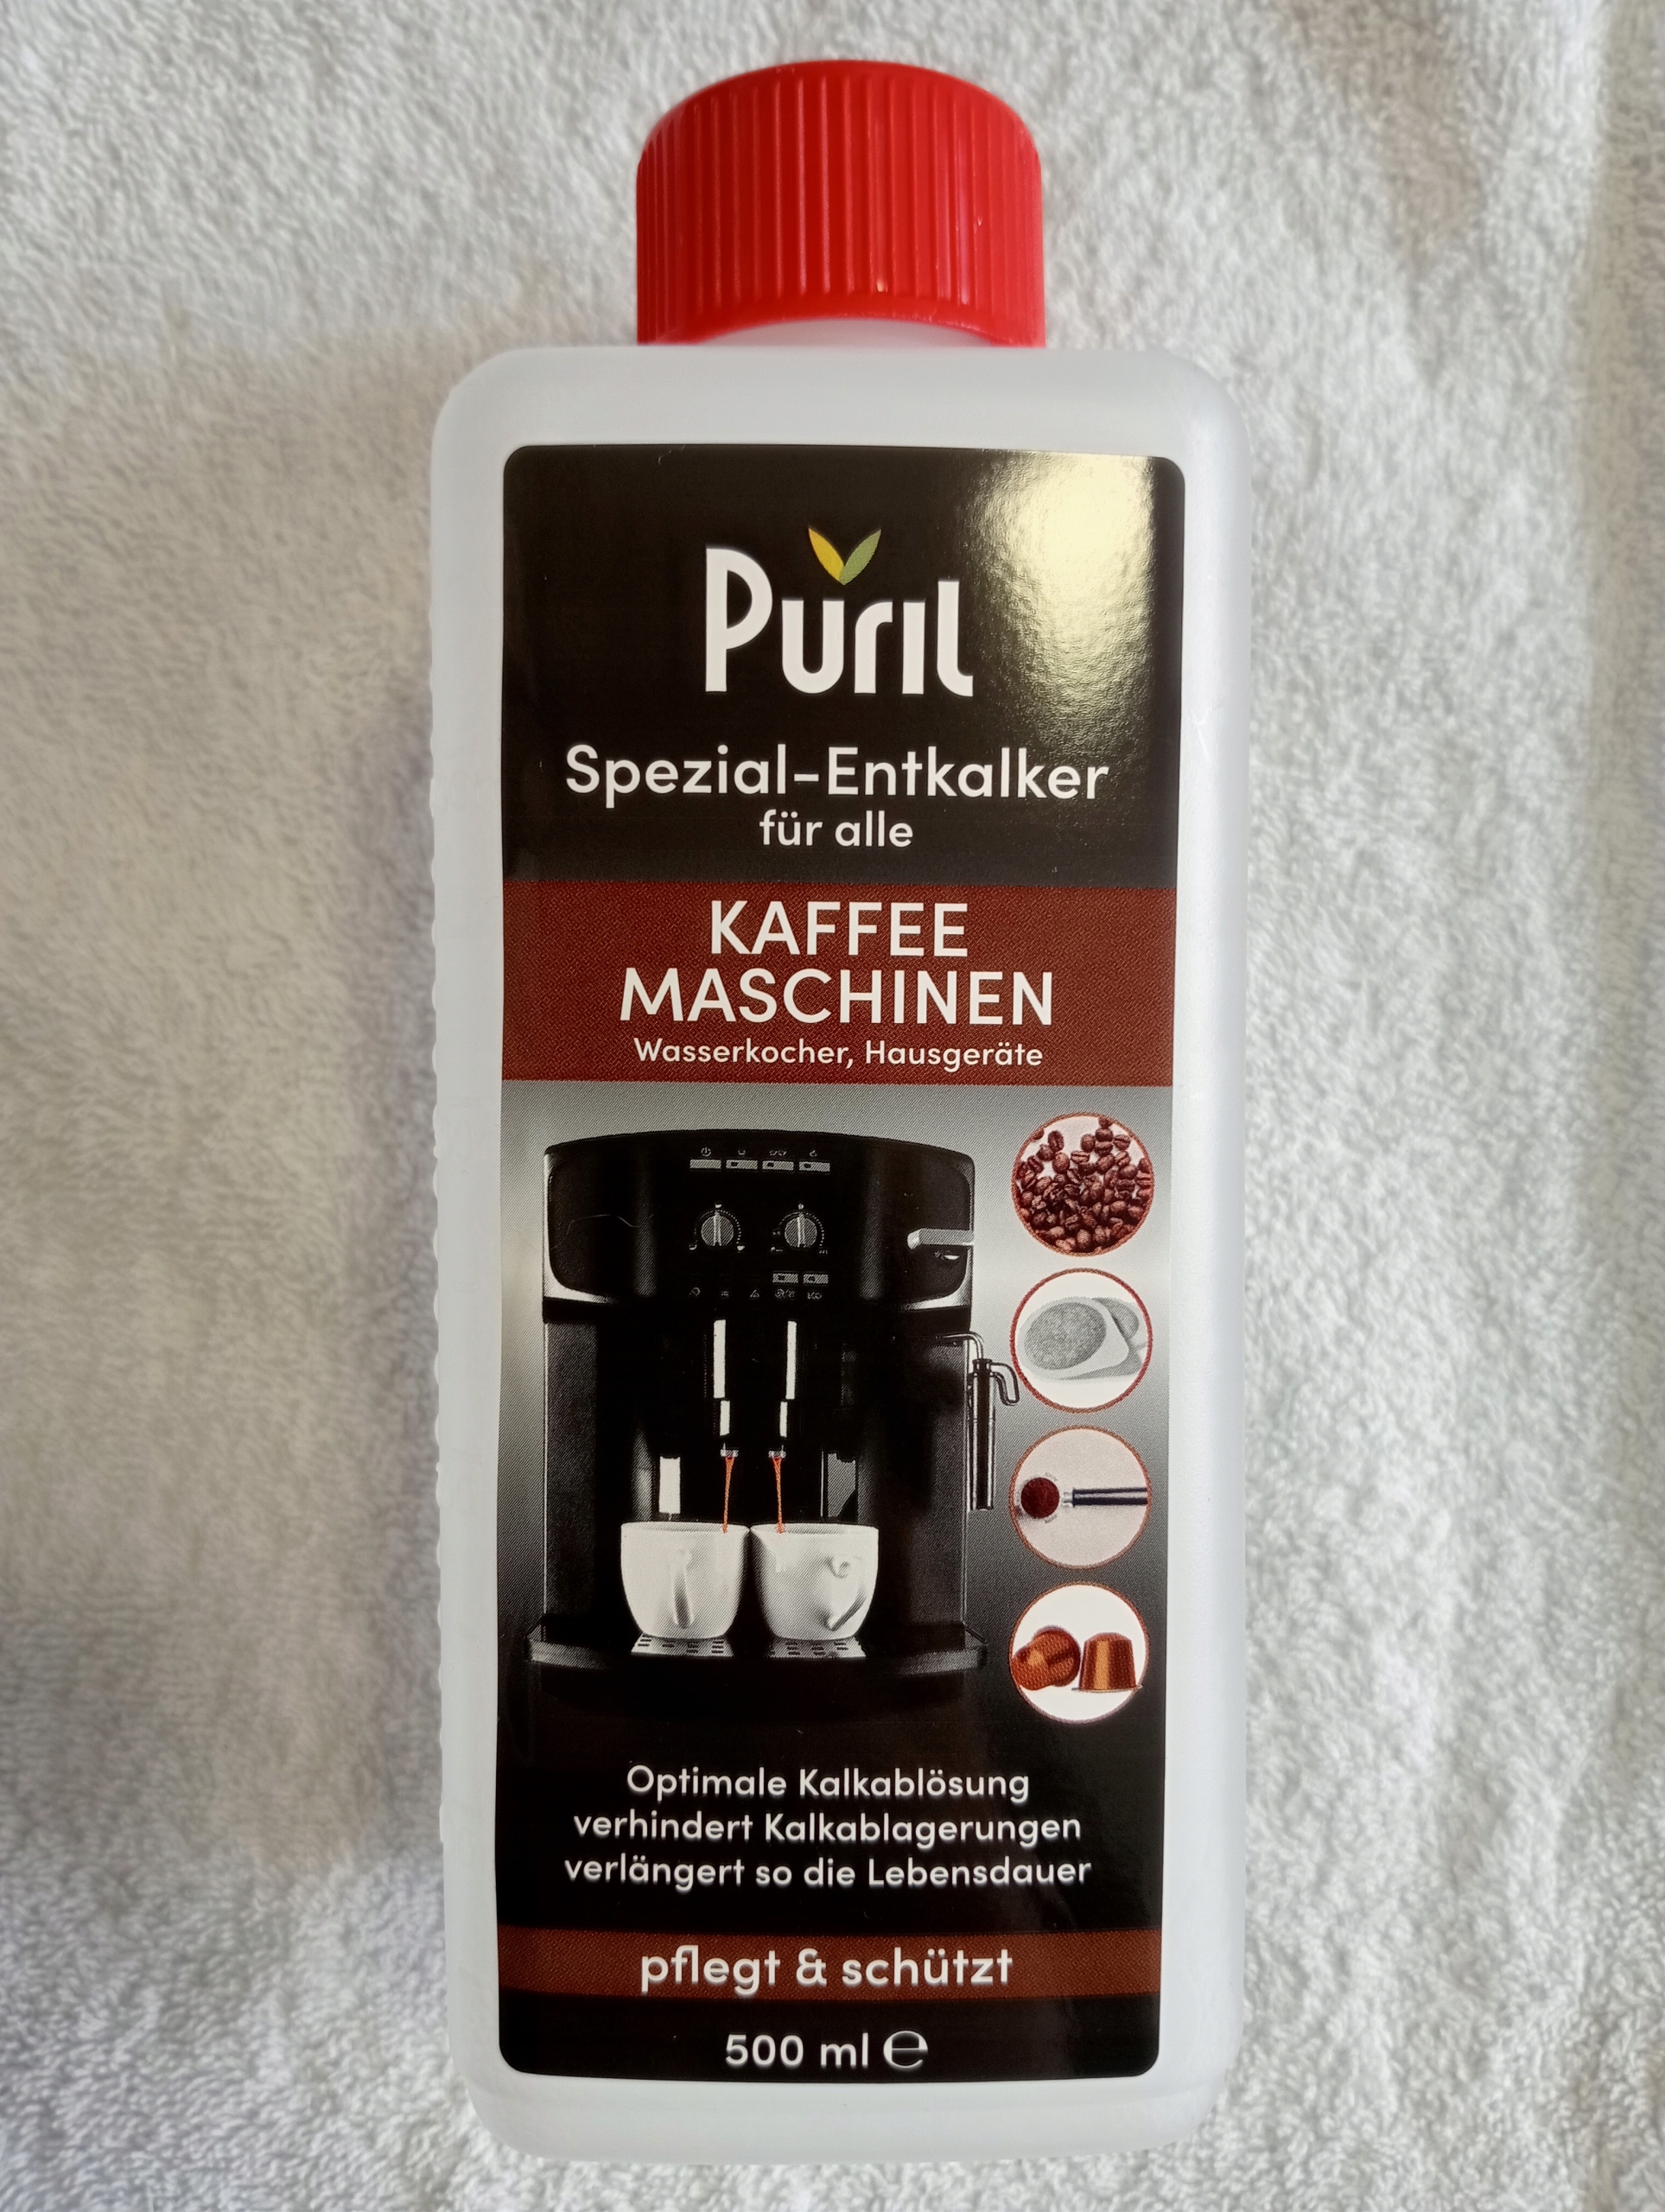 Puril
Spezial-Entkalker
für alle
KAFFEE
MASCHINEN
Wasserkocher, Hausgeräte
Optimale Kalkablösung
verhindert Kalkablagerungen
verlängert so die Lebensdauer
pflegt & schützt
500 ml ℮